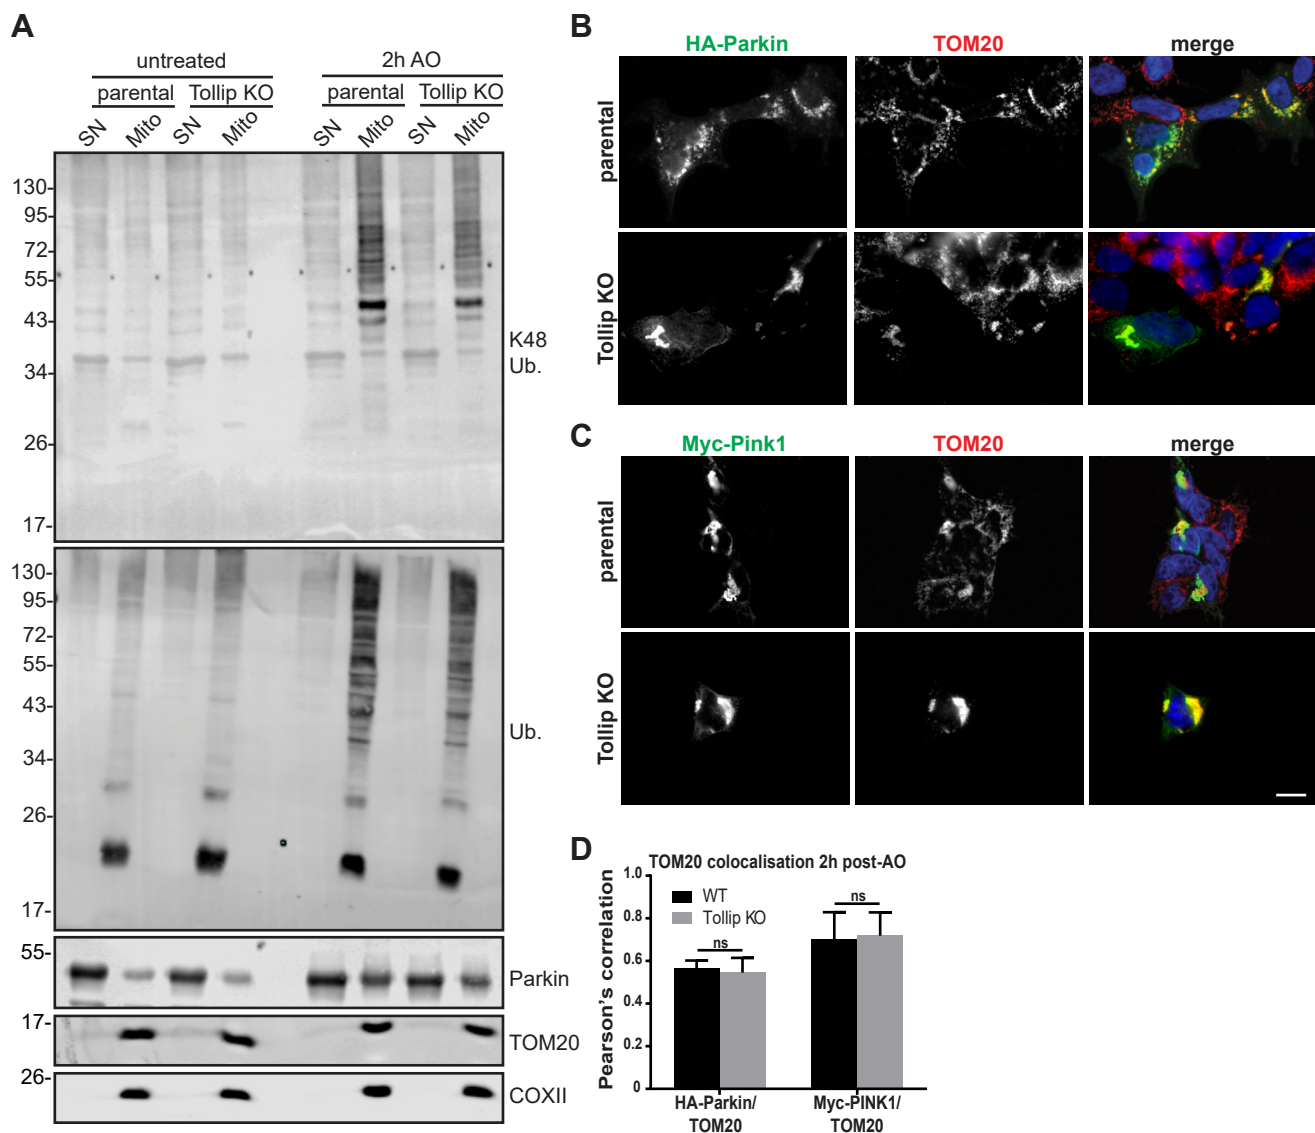 A
untreated
2h AO
parental
Tollip KO
parental
Tollip KO
SN
Mito
SN
Mito
SN
Mito
SN
Mito
130-
95-
72-
55-
43-
34-
26-
17-
K48
Ub.
130-
95-
72-
55-
43-
34-
26-
17-
Ub.
55-
Parkin
17-
TOM20
26-
COXII
B
HA-Parkin
TOM20
merge
parental
Tollip KO
C
Myc-Pink1
TOM20
merge
parental
Tollip KO
D
TOM20 colocalisation 2h post-AO
Pearson's correlation
1.0
0.8
0.6
0.4
0.2
0
WT
Tollip KO
ns
ns
HA-Parkin/
TOM20
Myc-PINK1/
TOM20